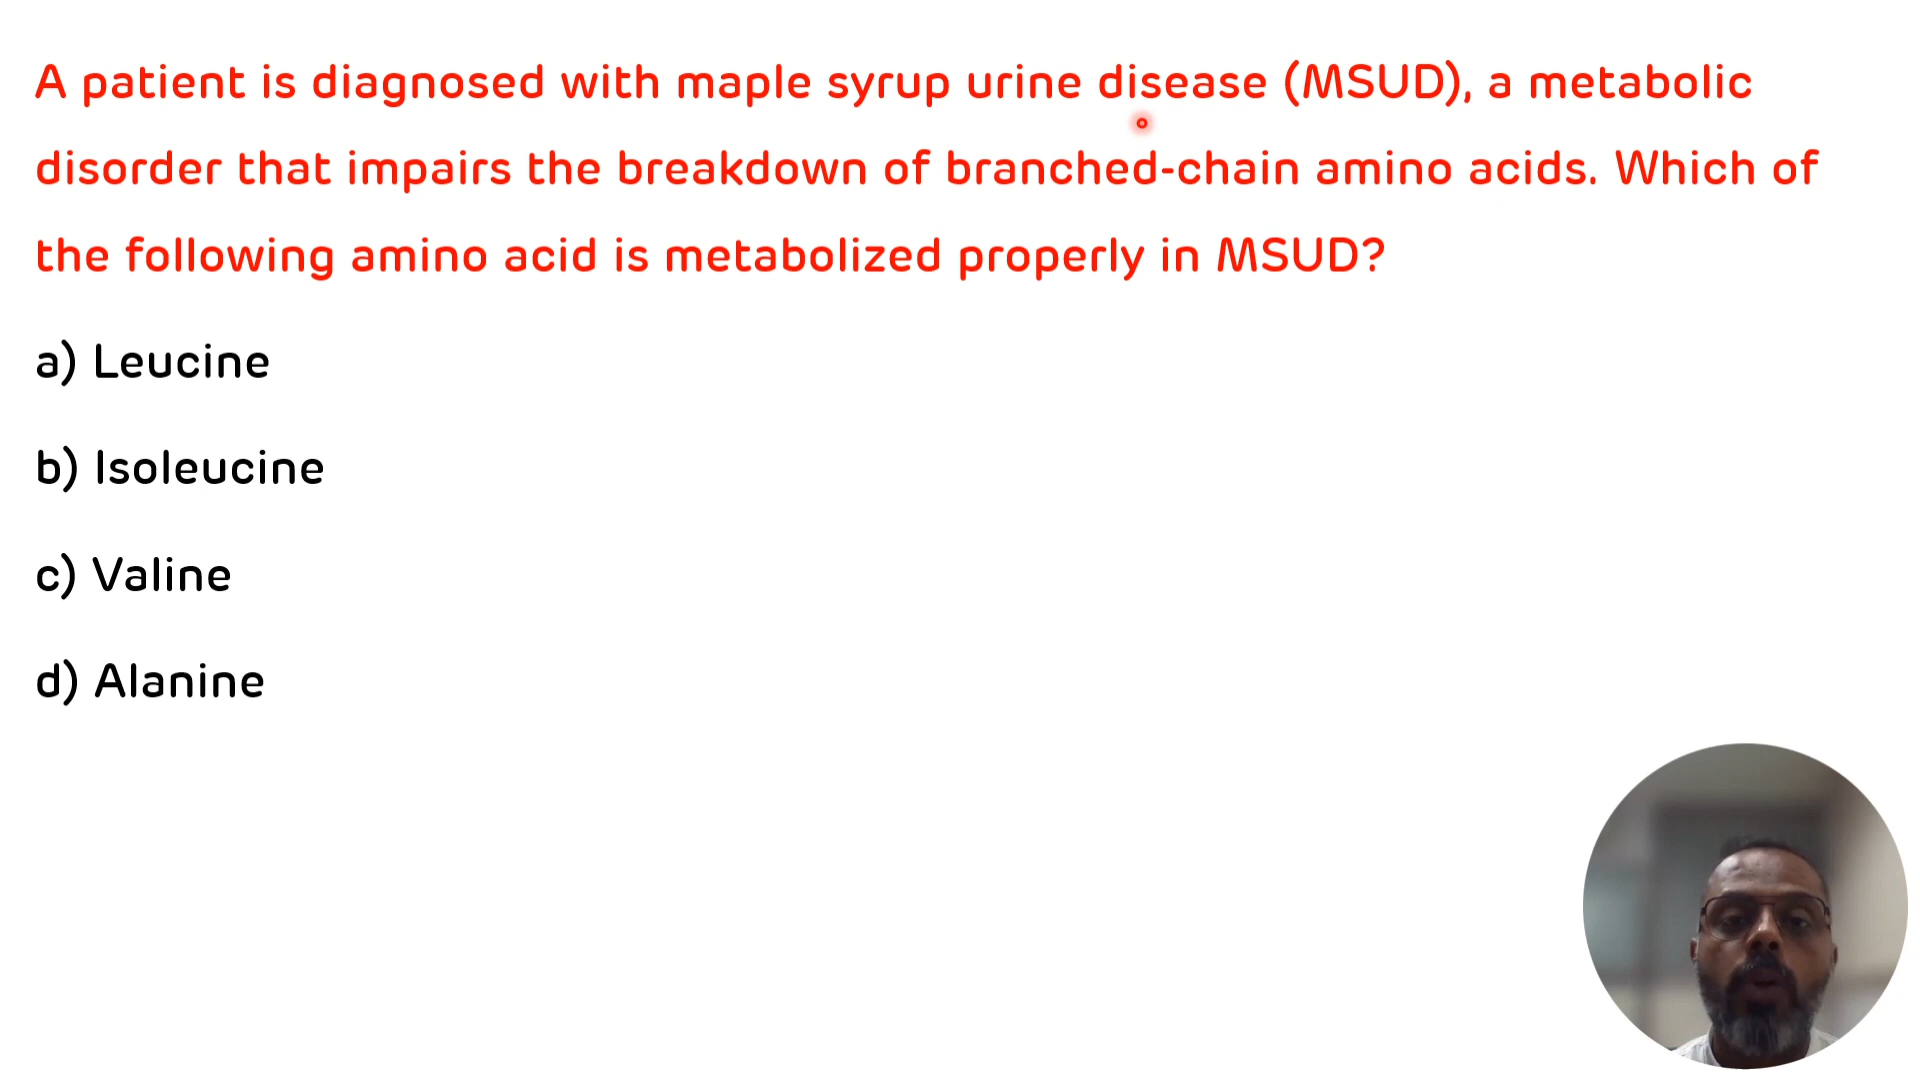 A patient is diagnosed with maple syrup urine disease (MSUD), a metabolic
disorder that impairs the breakdown of branched-chain amino acids. Which of
the following amino acid is metabolized properly in MSUD?
a) Leucine
b) Isoleucine
c) Valine
d) Alanine